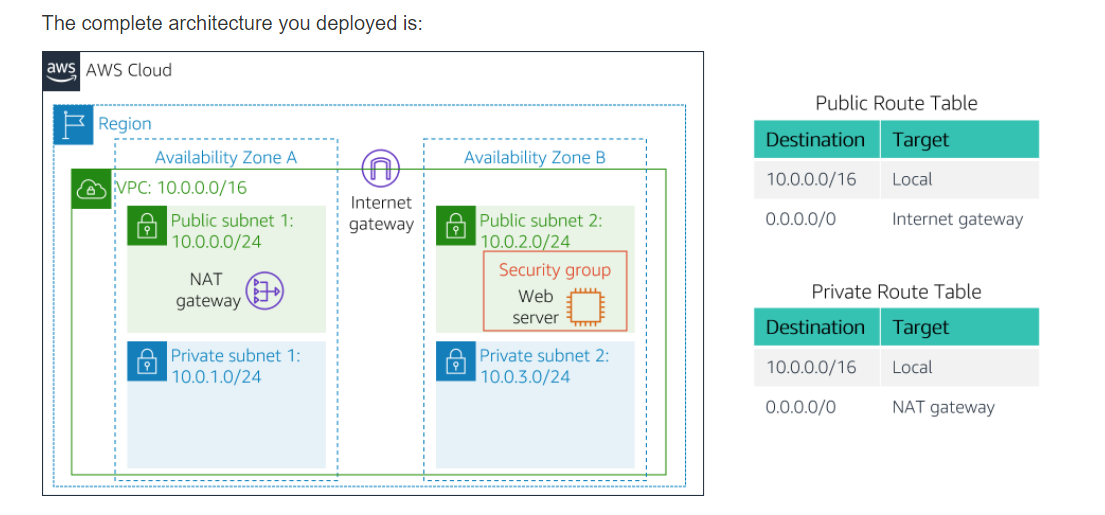 The complete architecture you deployed is:
aws
AWS Cloud
Region
Availability Zone A
Availability Zone B
VPC: 10.0.0.0/16
Internet
gateway
Public subnet 1:
10.0.0.0/24
NAT
gateway
Public subnet 2:
10.0.2.0/24
Security group
Web
server
Private subnet 1:
10.0.1.0/24
Private subnet 2:
10.0.3.0/24
Public Route Table
Destination Target
10.0.0.0/16 Local
0.0.0.0/0 Internet gateway
Private Route Table
Destination Target
10.0.0.0/16 Local
0.0.0.0/0 NAT gateway